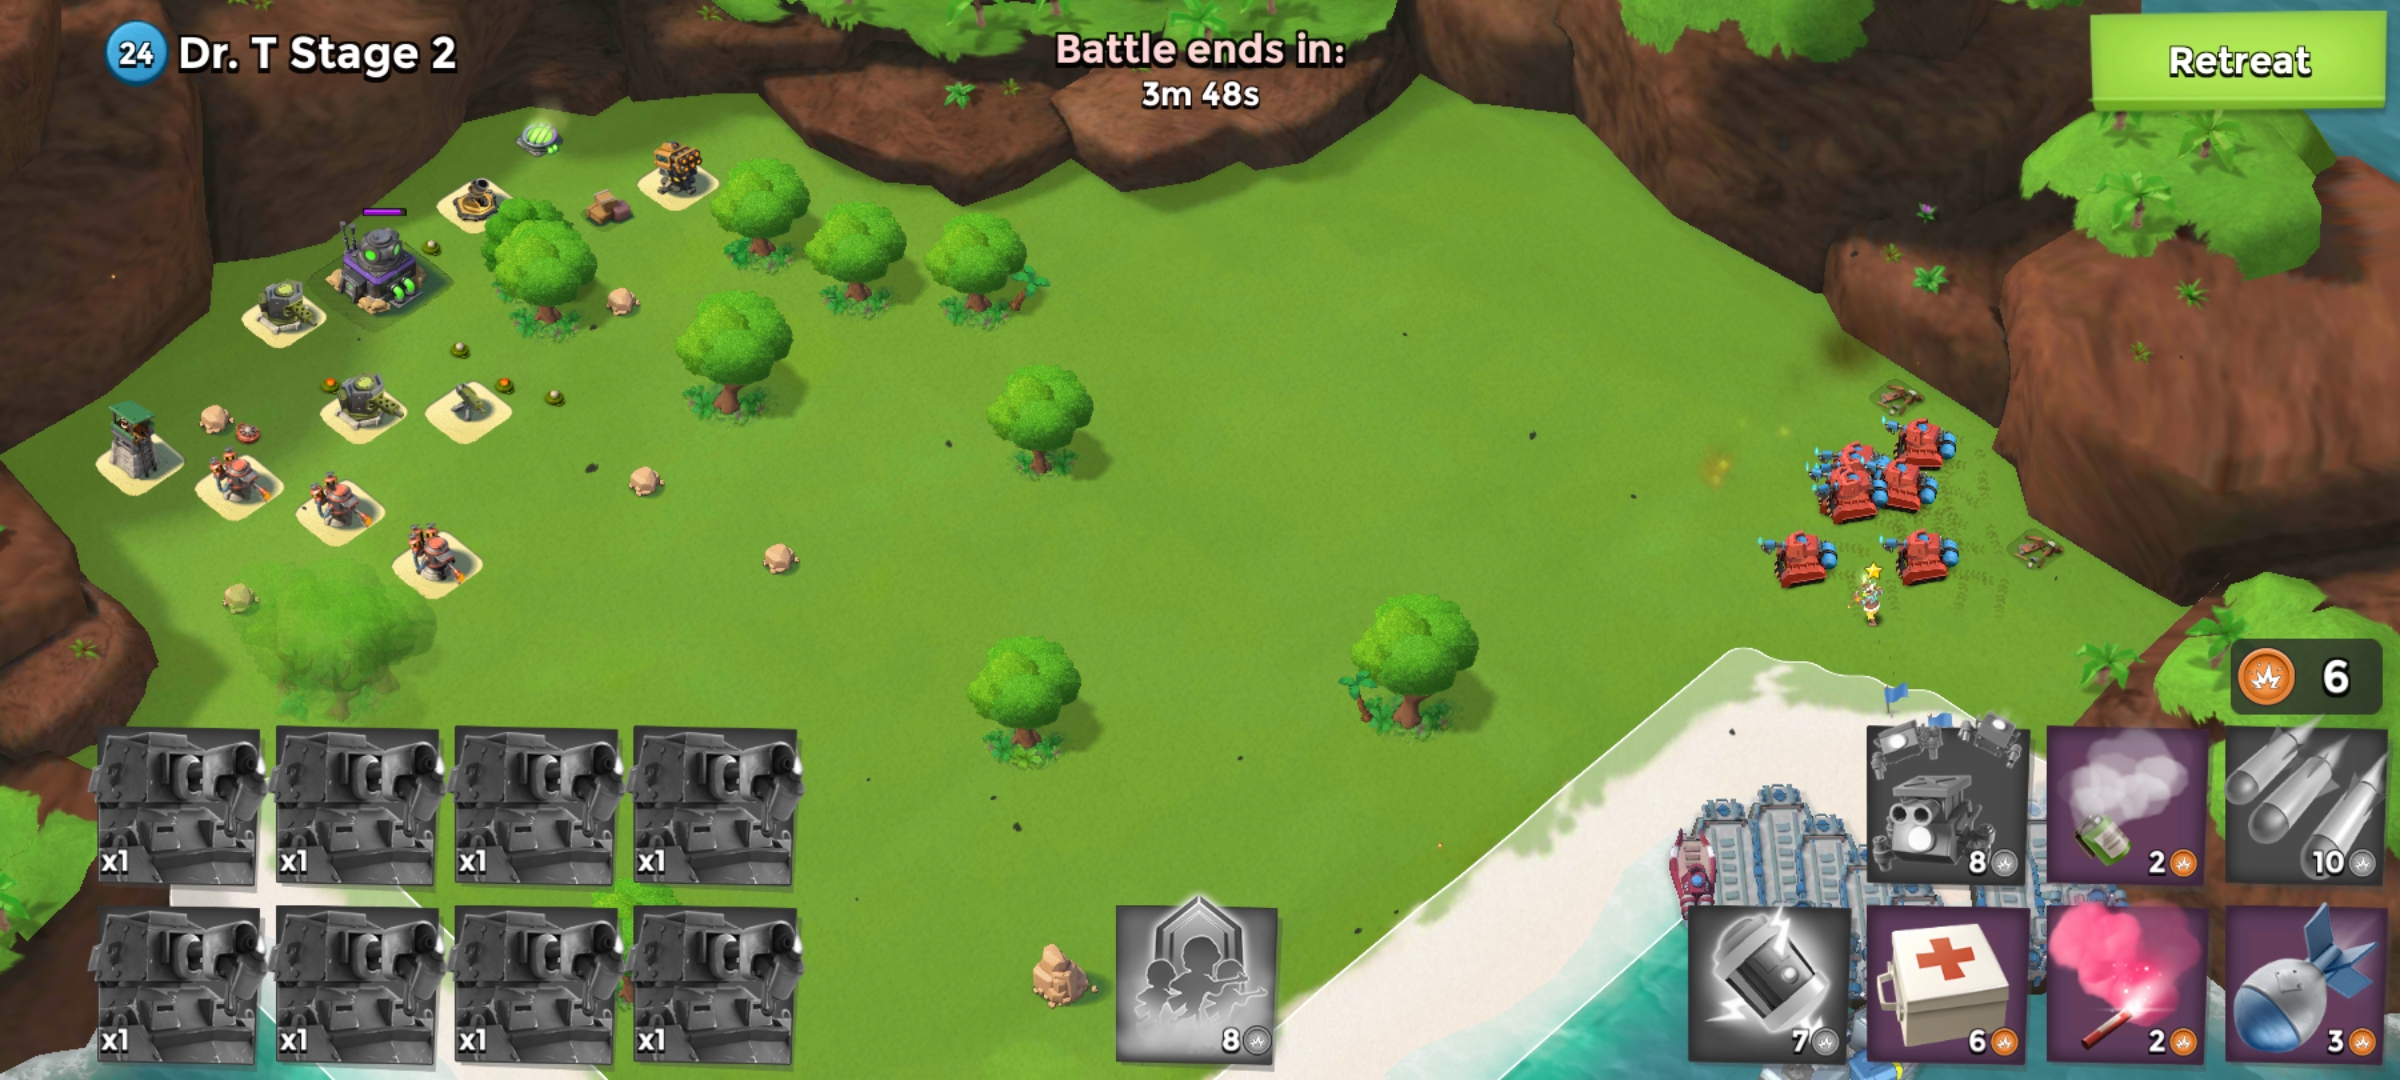 24 Dr. T Stage 2
Battle ends in:
3m 48s
Retreat
6
x1 x1 x1 x1
8 2 10
x1 x1 x1 x1
8 7 6 2 3